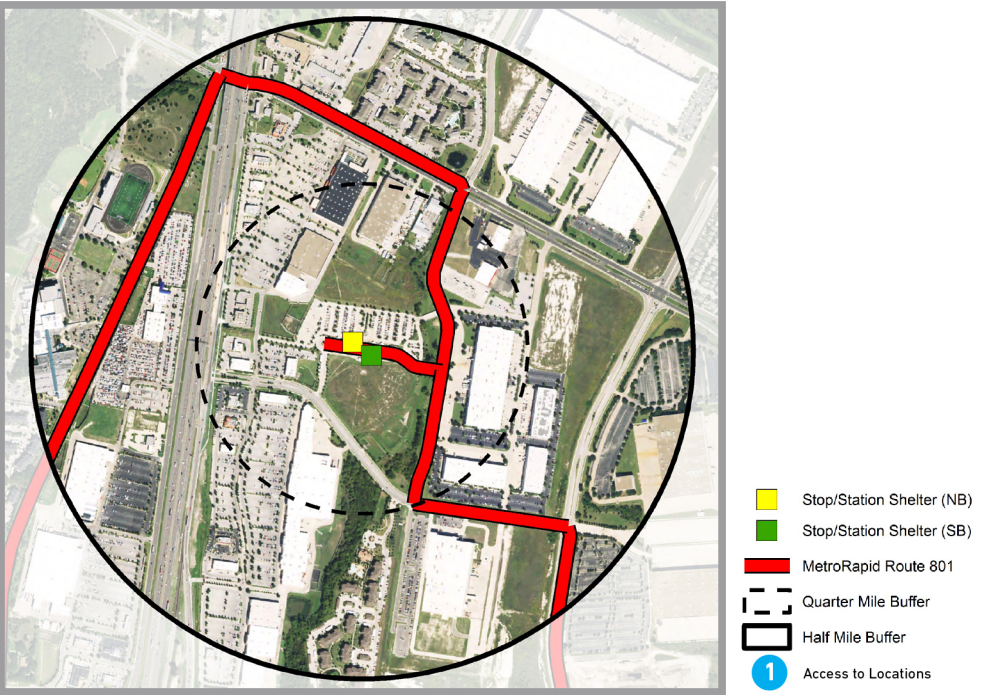 Stop/Station Shelter (NB)
Stop/Station Shelter (SB)
MetroRapid Route 801
Quarter Mile Buffer
Half Mile Buffer
1 Access to Locations